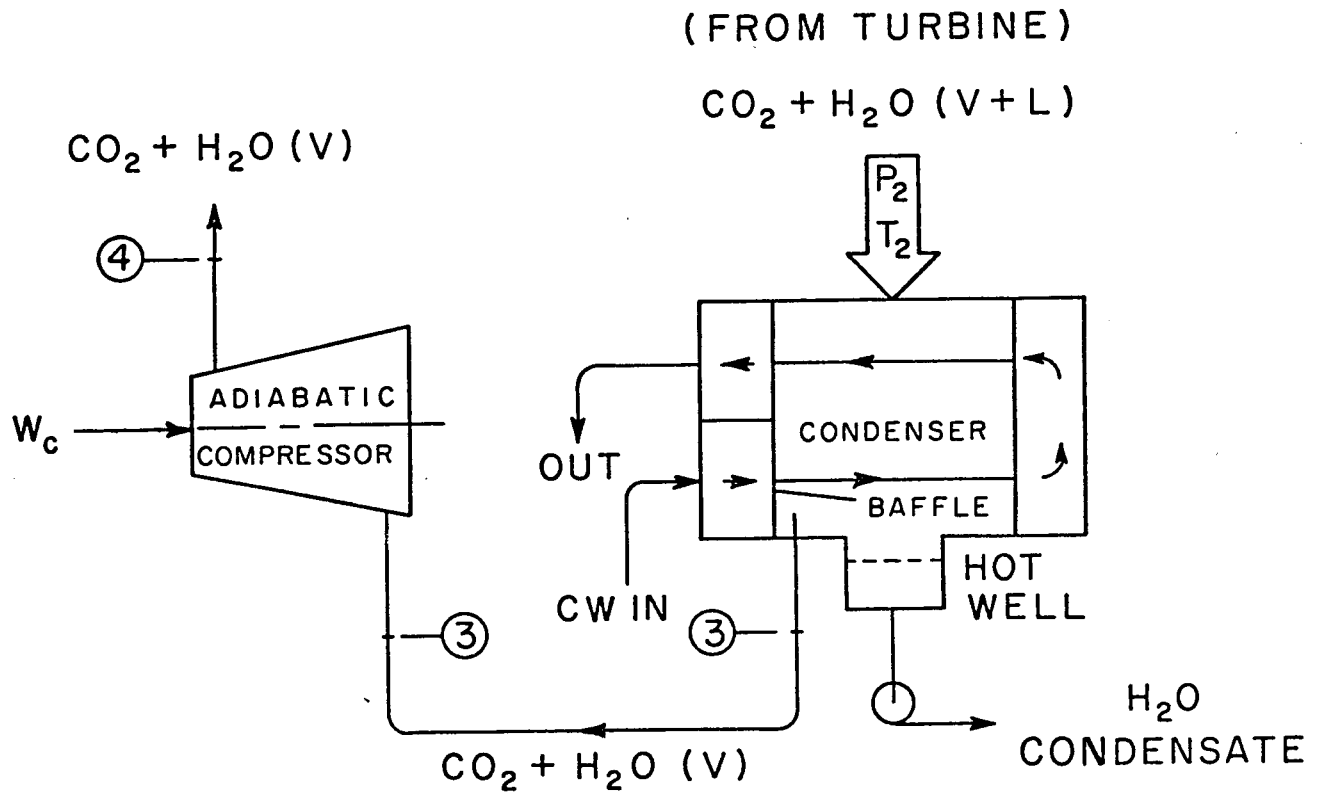 (FROM TURBINE)
CO₂ + H₂O (V+L)
CO₂ + H₂O (V)
P₂
T₂
4
ADIABATIC
COMPRESSOR
W_c
CONDENSER
OUT
BAFFLE
CW IN
HOT
WELL
3
3
H₂O
CONDENSATE
CO₂ + H₂O (V)